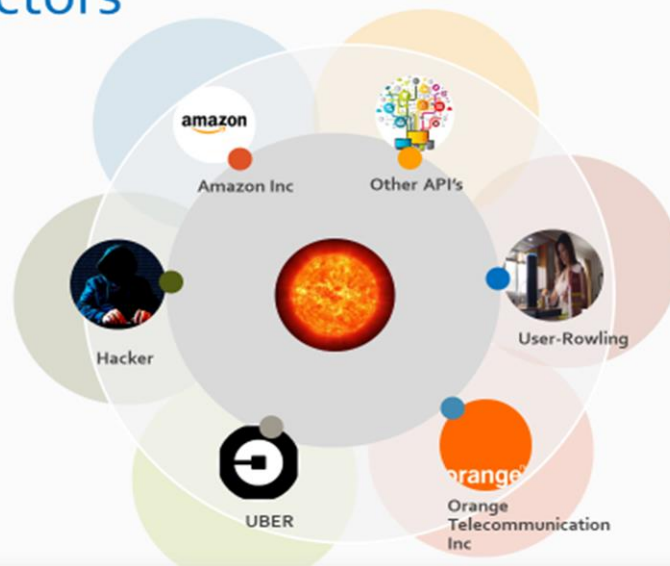 ctors
amazon
Amazon Inc
Other API's
Hacker
User-Rowling
UBER
orange
Orange
Telecommunication
Inc